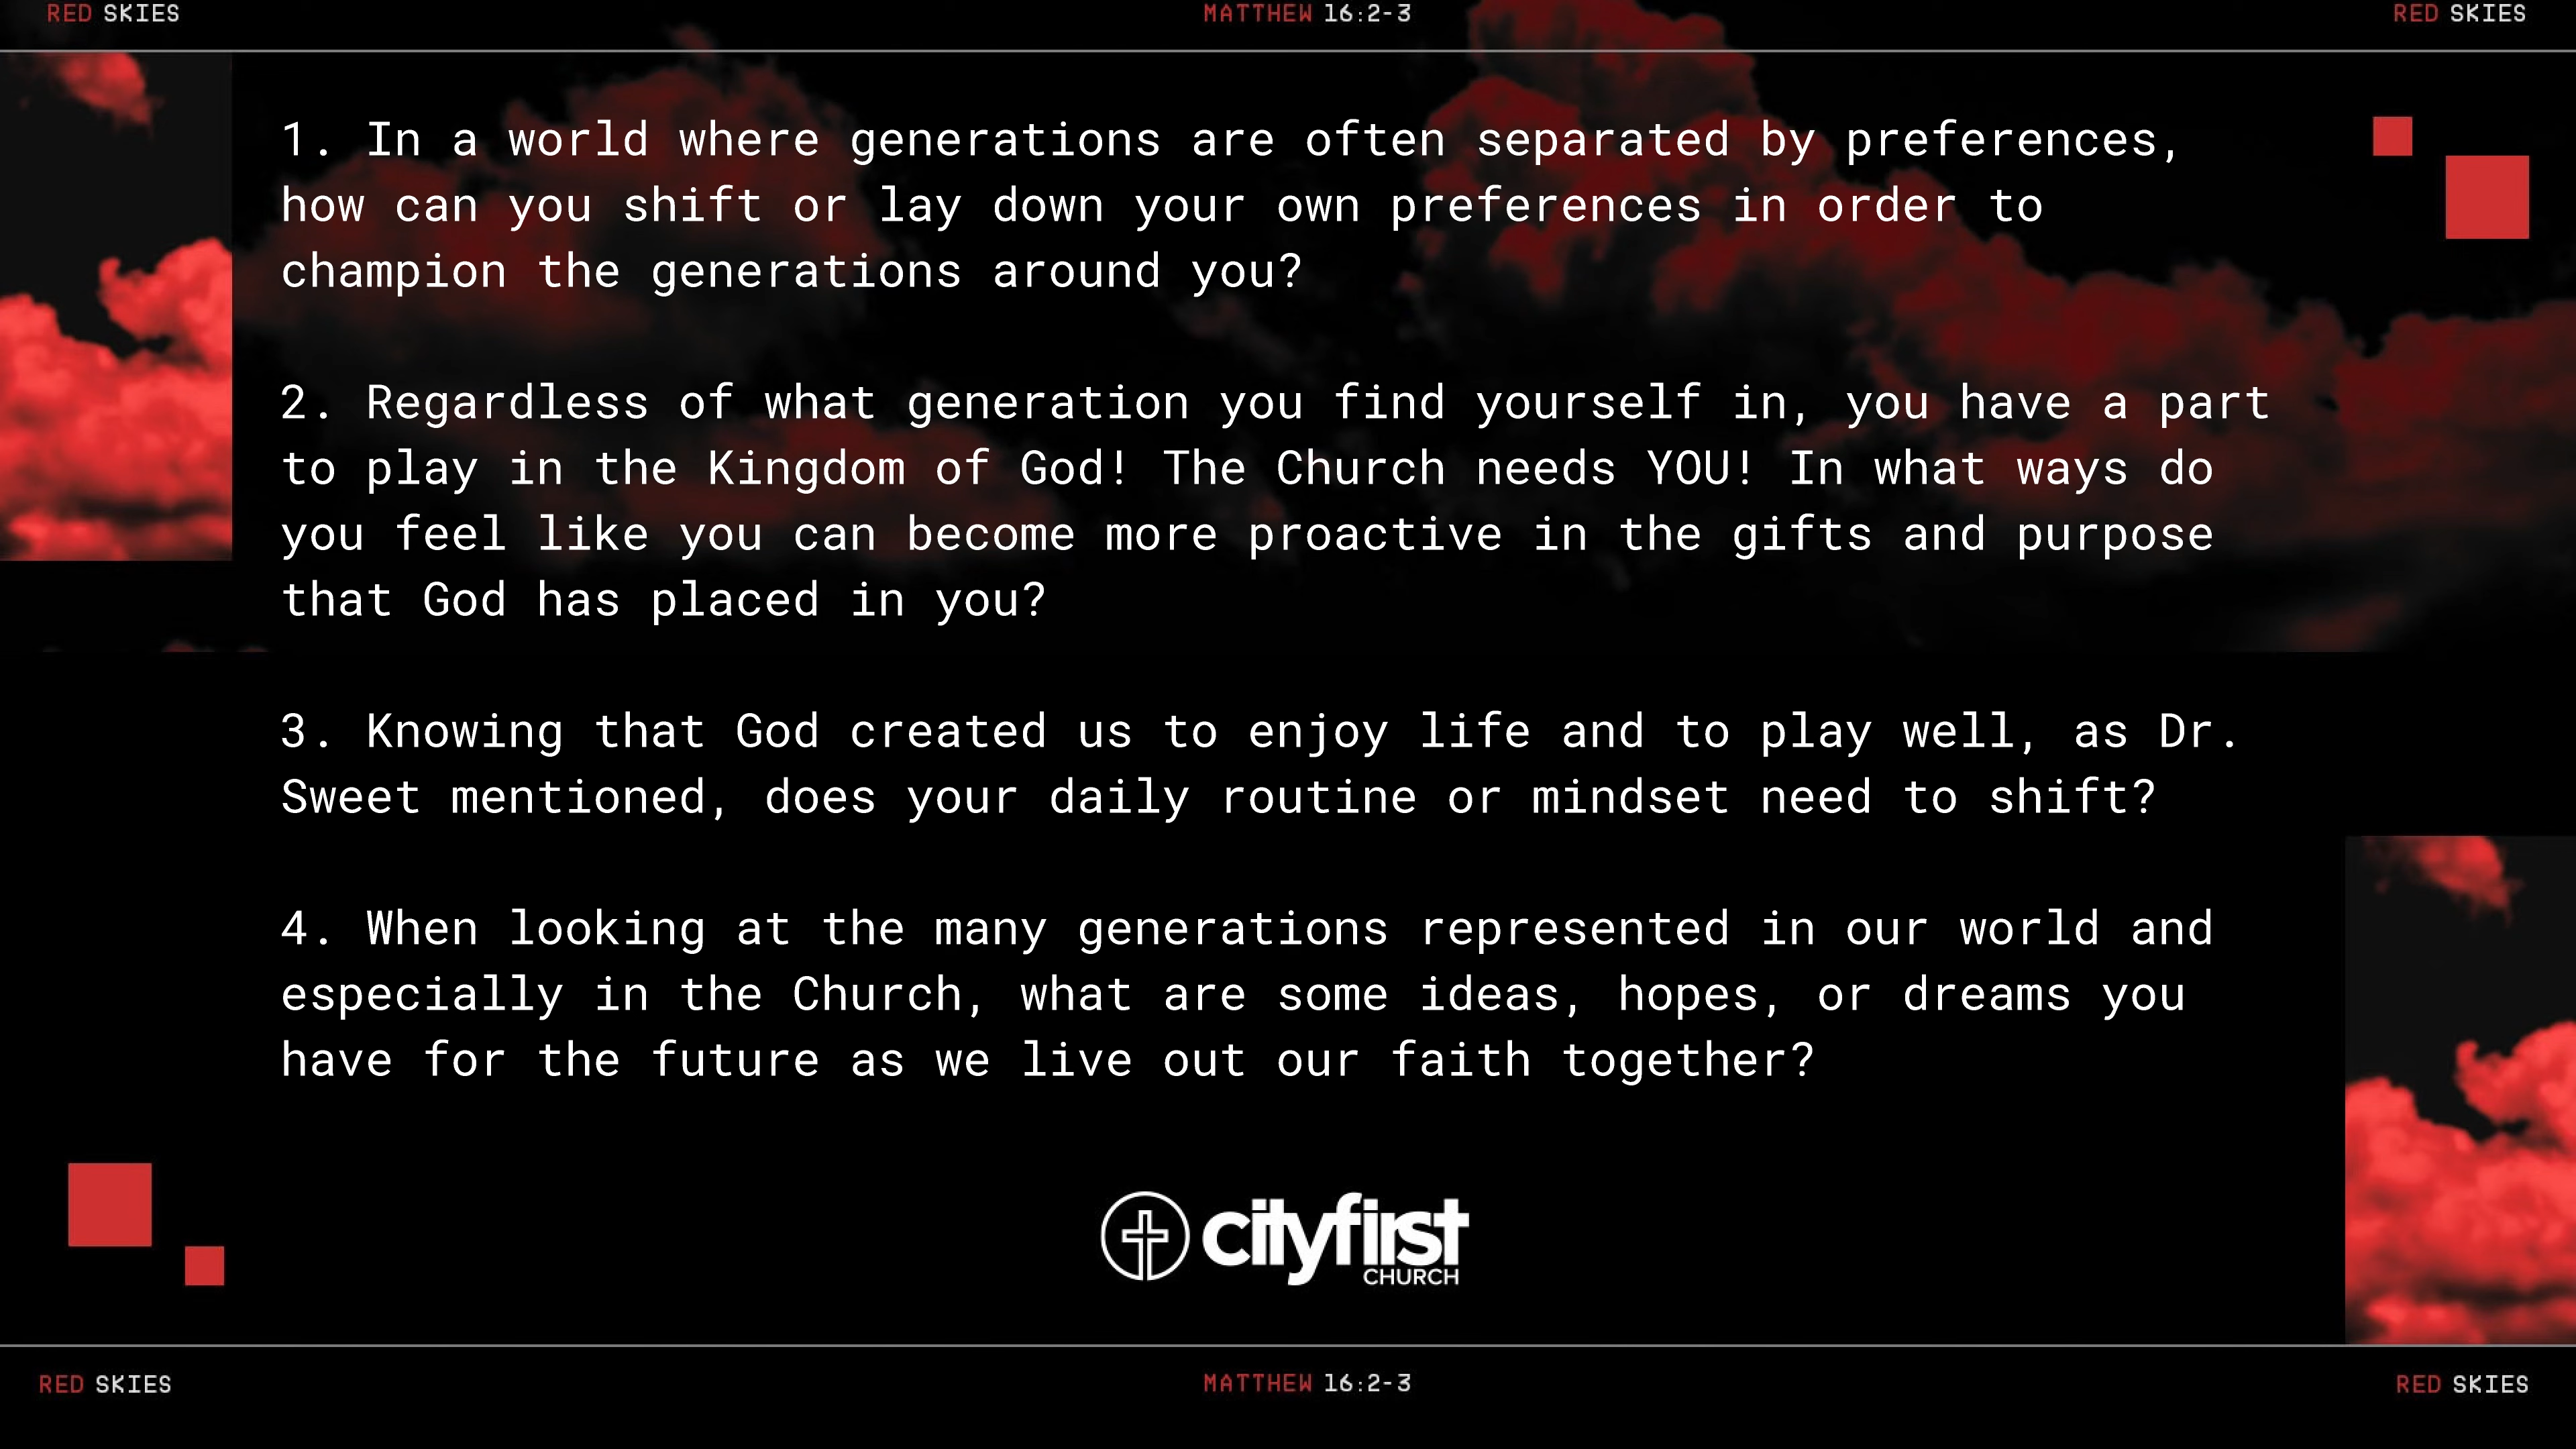 RED SKIES
MATTHEW 16:2-3
RED SKIES
1. In a world where generations are often separated by preferences,
how can you shift or lay down your own preferences in order to
champion the generations around you?
2. Regardless of what generation you find yourself in, you have a part
to play in the Kingdom of God! The Church needs YOU! In what ways do
you feel like you can become more proactive in the gifts and purpose
that God has placed in you?
3. Knowing that God created us to enjoy life and to play well, as Dr.
Sweet mentioned, does your daily routine or mindset need to shift?
4. When looking at the many generations represented in our world and
especially in the Church, what are some ideas, hopes, or dreams you
have for the future as we live out our faith together?
cityfirst
CHURCH
RED SKIES
MATTHEW 16:2-3
RED SKIES